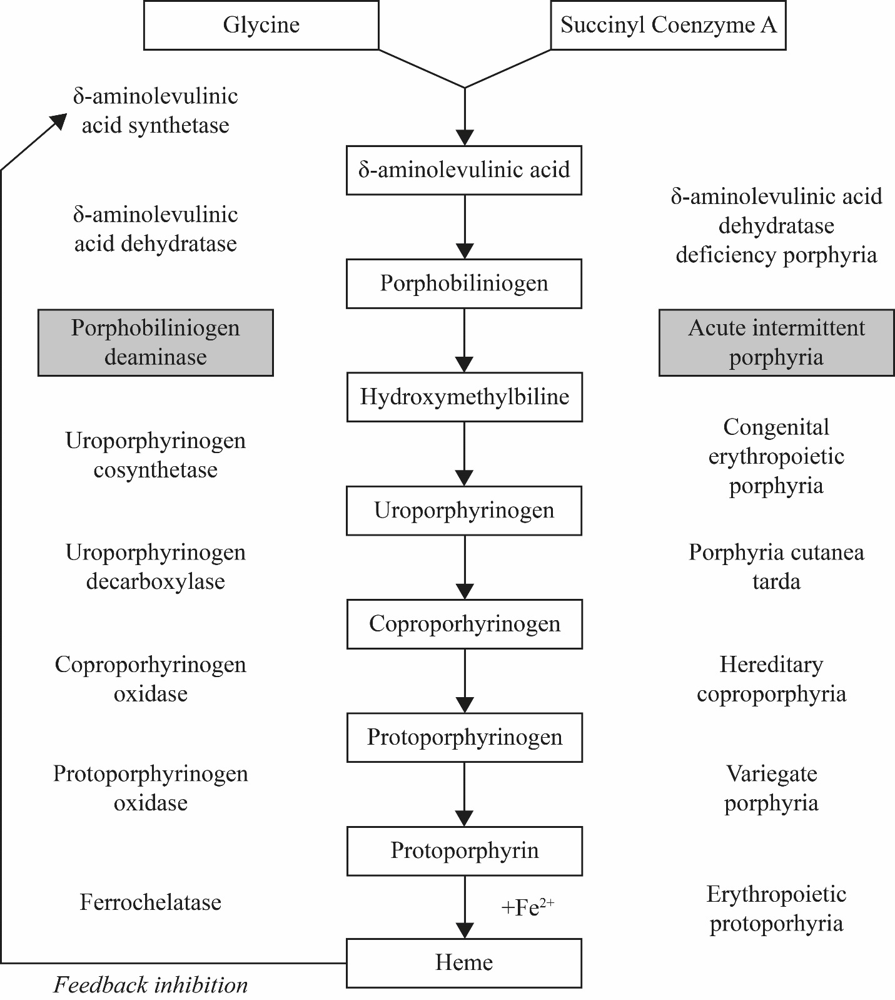 Glycine
Succinyl Coenzyme A
δ-aminolevulinic
acid synthetase
δ-aminolevulinic acid
δ-aminolevulinic
acid dehydratase
δ-aminolevulinic acid
dehydratase
deficiency porphyria
Porphobiliniogen
Porphobiliniogen
deaminase
Acute intermittent
porphyria
Hydroxymethylbiline
Uroporphyrinogen
cosynthetase
Congenital
erythropoietic
porphyria
Uroporphyrinogen
Uroporphyrinogen
decarboxylase
Porphyria cutanea
tarda
Coproporhyrinogen
Coproporhyrinogen
oxidase
Hereditary
coproporphyria
Protoporphyrinogen
Protoporphyrinogen
oxidase
Variegate
porphyria
Protoporphyrin
Ferrochelatase
+Fe²⁺
Erythropoietic
protoporhyria
Heme
Feedback inhibition